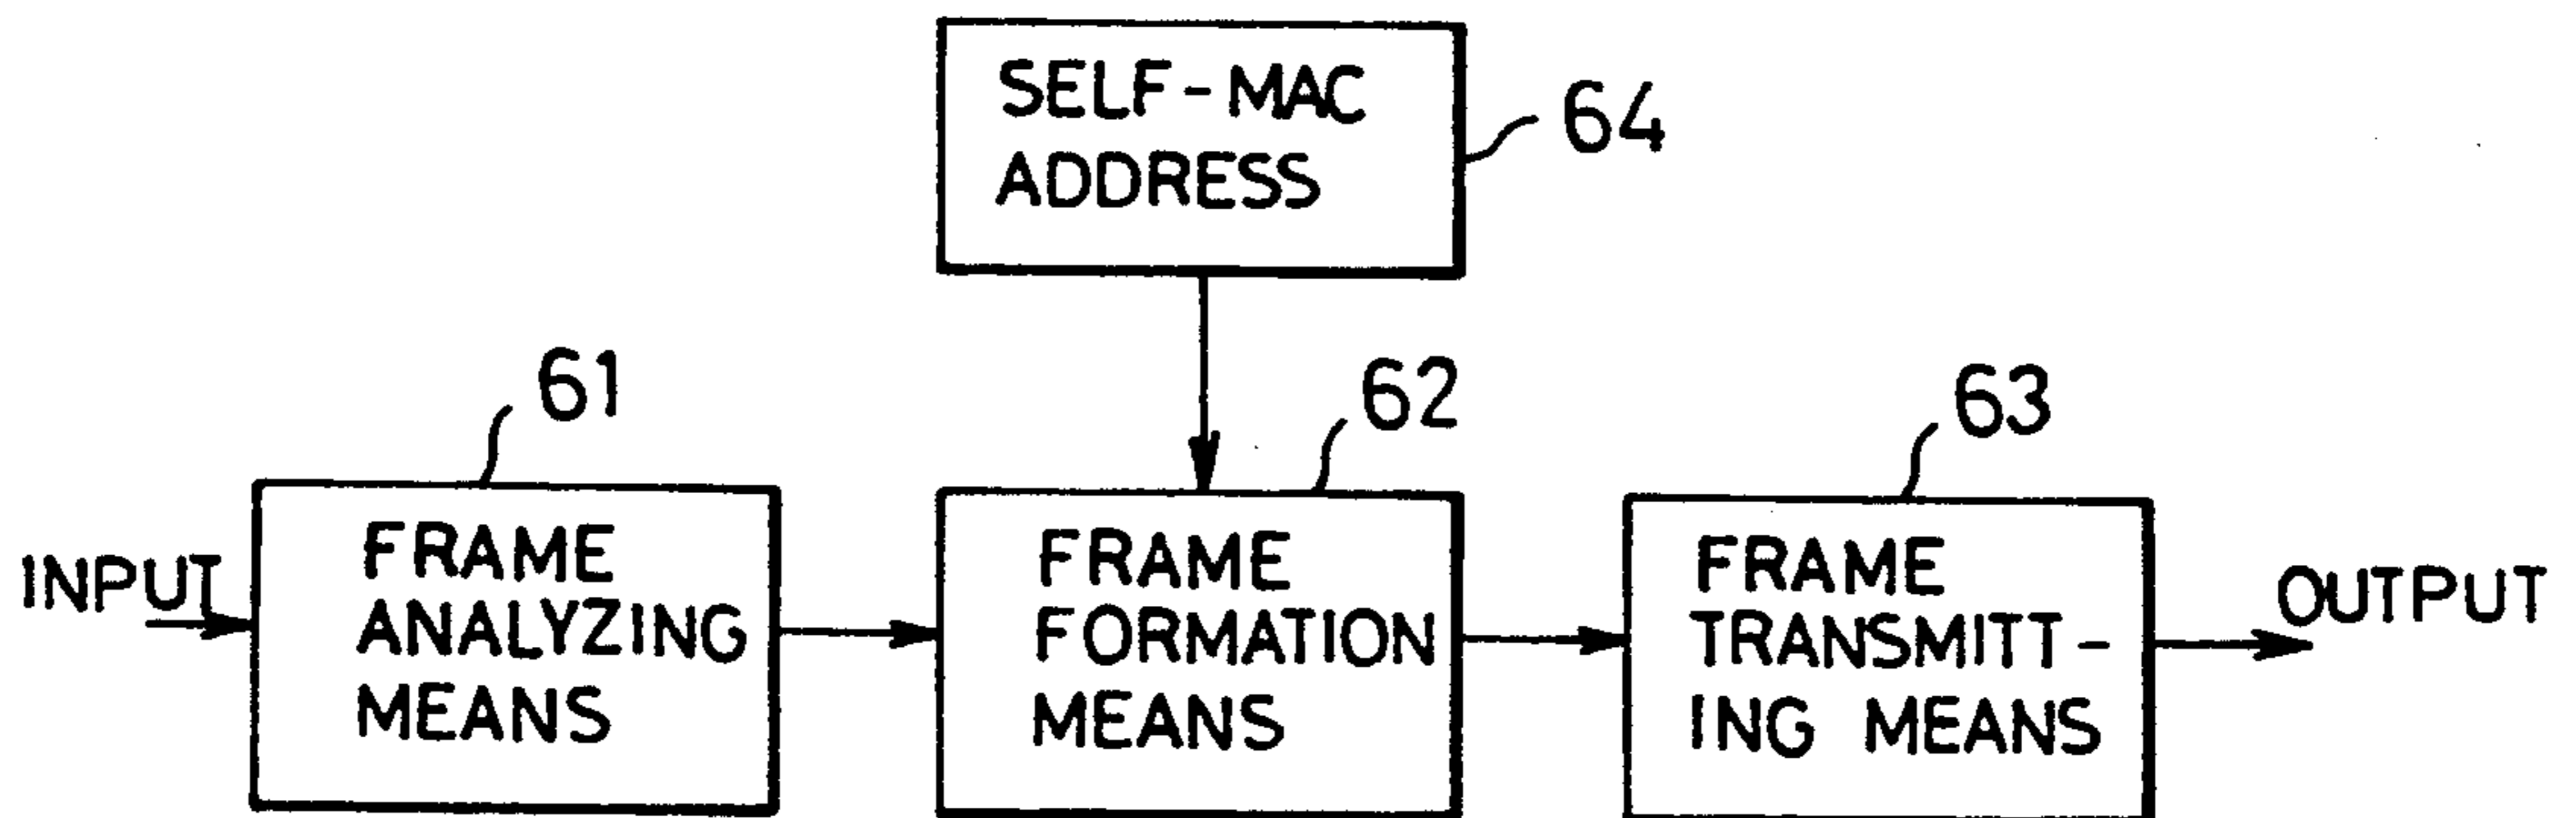 SELF-MAC
ADDRESS
64
61
62
63
INPUT
FRAME
ANALYZING
MEANS
FRAME
FORMATION
MEANS
FRAME
TRANSMITT-
ING MEANS
OUTPUT